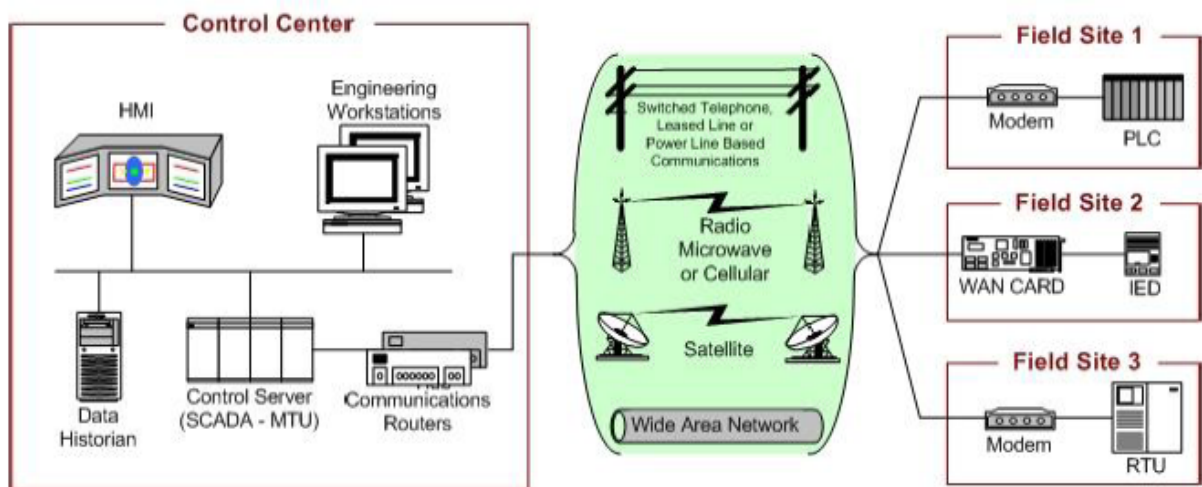 Control Center
HMI
Engineering
Workstations
Data
Historian
Control Server
(SCADA - MTU)
Communications
Routers
Switched Telephone,
Leased Line or
Power Line Based
Communications
Radio
Microwave
or Cellular
Satellite
Wide Area Network
Field Site 1
Modem
PLC
Field Site 2
WAN CARD
IED
Field Site 3
Modem
RTU